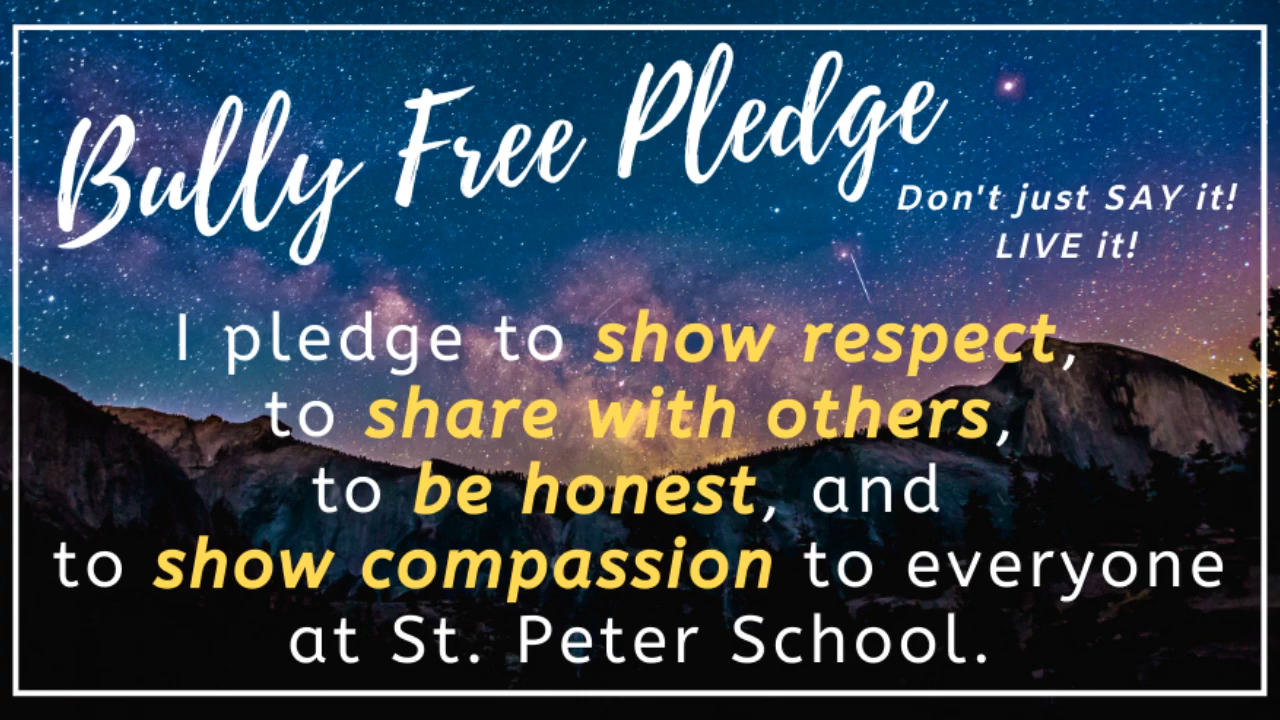 Bully Free Pledge
Don't just SAY it!
LIVE it!
I pledge to show respect,
to share with others,
to be honest, and
to show compassion to everyone
at St. Peter School.